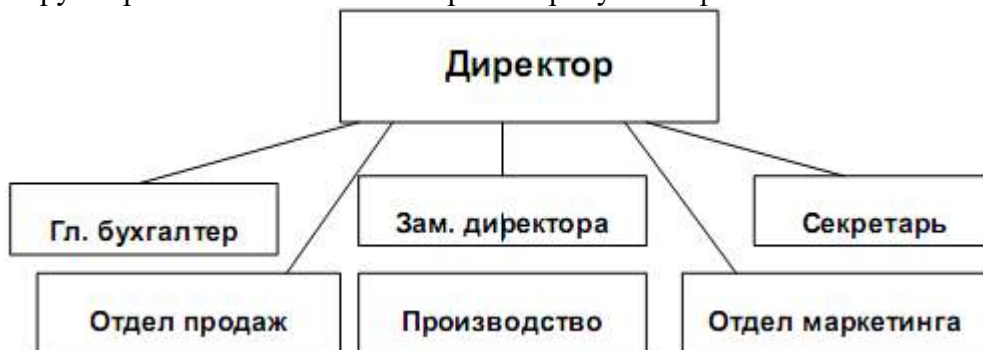 Директор
Гл. бухгалтер
Зам. директора
Секретарь
Отдел продаж
Производство
Отдел маркетинга